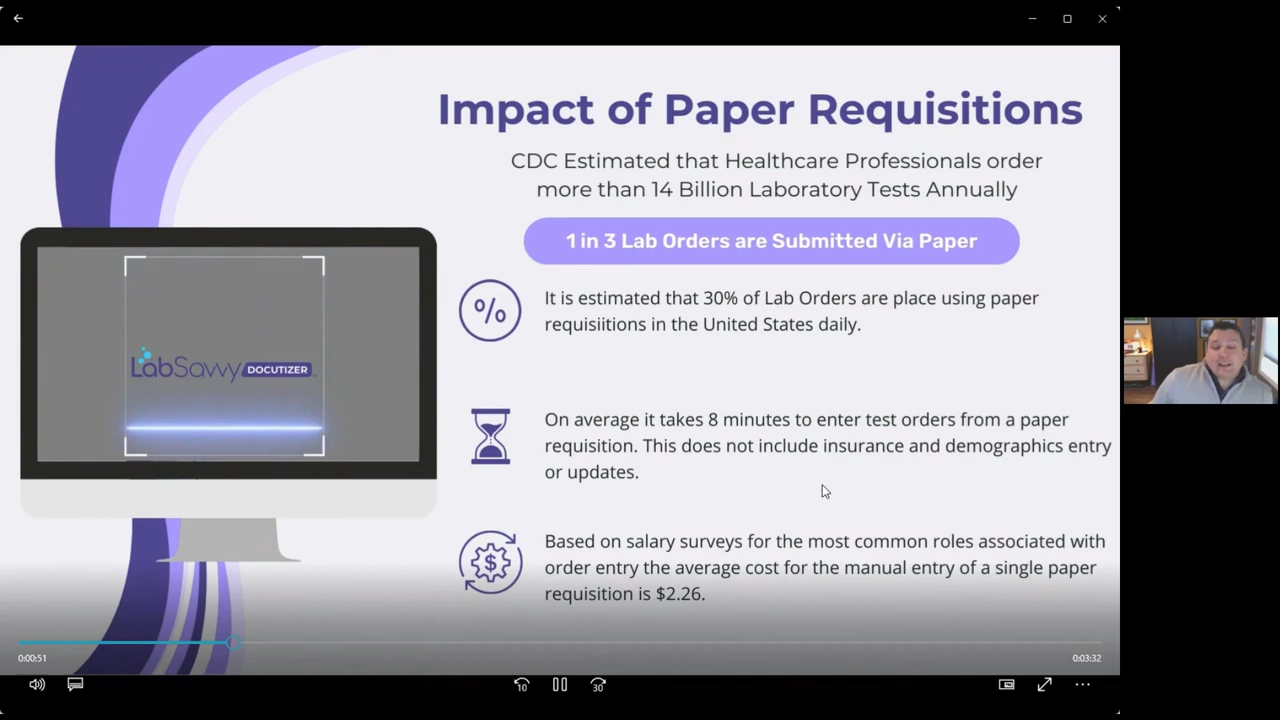 Impact of Paper Requisitions
CDC Estimated that Healthcare Professionals order
more than 14 Billion Laboratory Tests Annually
1 in 3 Lab Orders are Submitted Via Paper
%
It is estimated that 30% of Lab Orders are place using paper
requisiitions in the United States daily.
LabSavvy DOCUTIZER
On average it takes 8 minutes to enter test orders from a paper
requisition. This does not include insurance and demographics entry
or updates.
$
Based on salary surveys for the most common roles associated with
order entry the average cost for the manual entry of a single paper
requisition is $2.26.
0:00:51
0:03:32
10
30